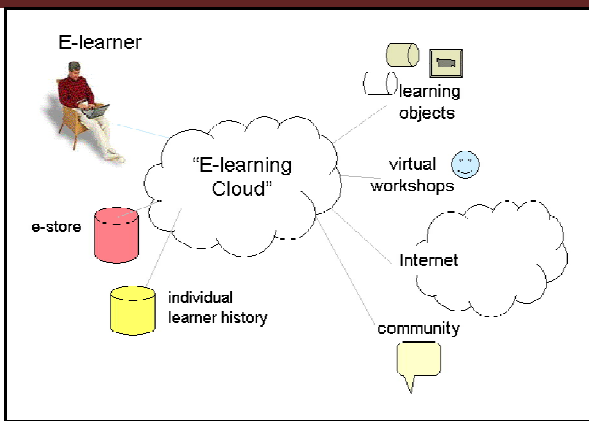 E-learner
learning
objects
"E-learning
Cloud"
virtual
workshops
e-store
Internet
individual
learner history
community